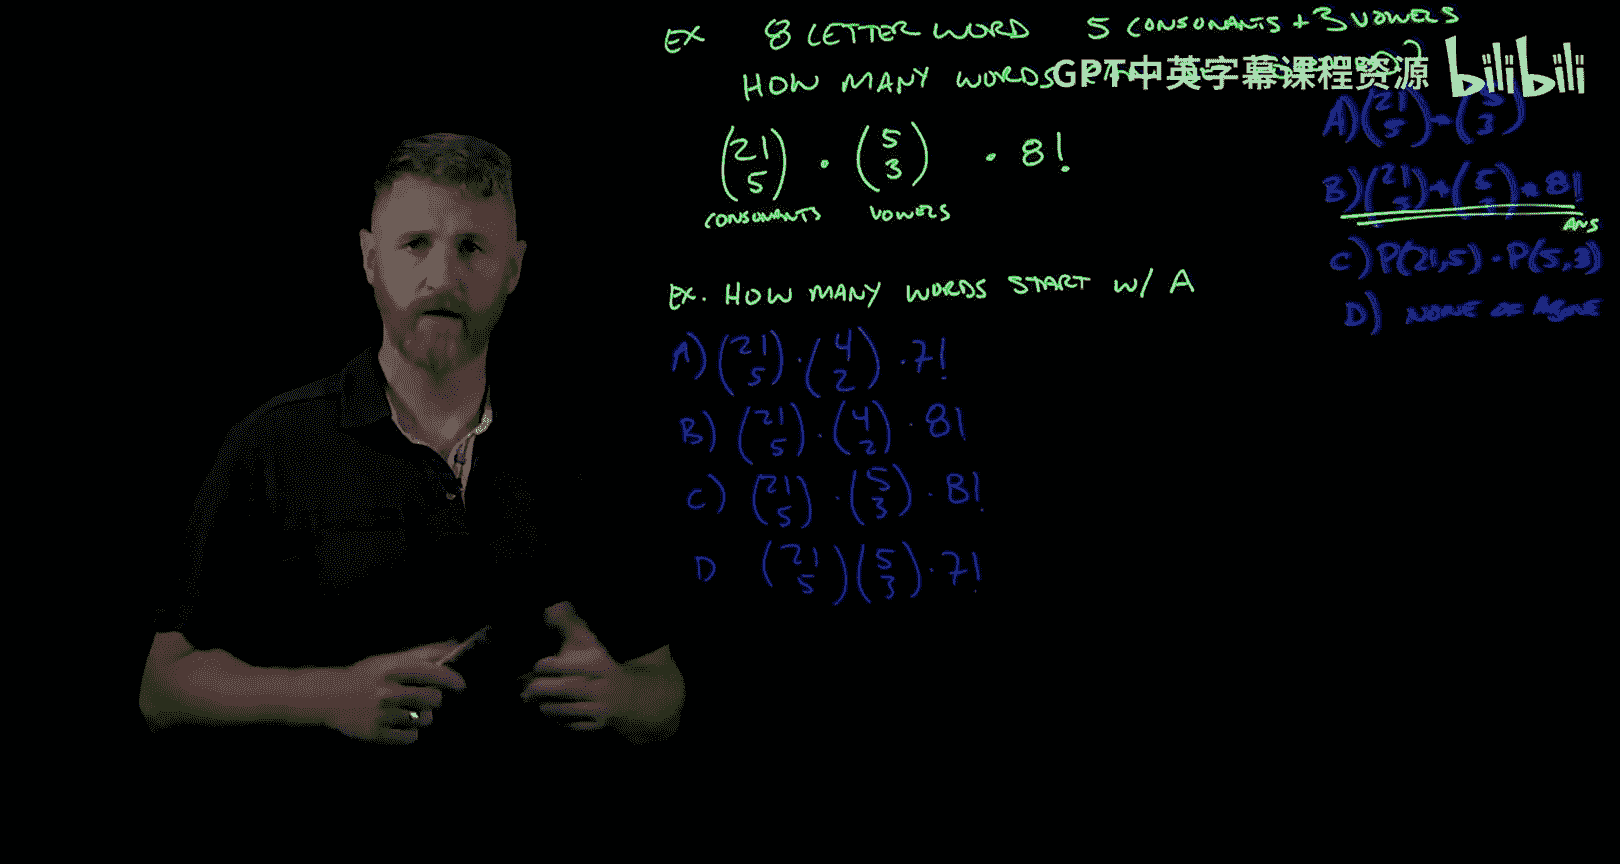 EX 8 LETTER WORD 5 CONSONANTS + 3 VOWELS
HOW MANY WORDS
GPT中英字幕课程资源 bilibili
(21 5) · (5 3) · 8!
CONSONANTS VOWELS
A) (21 5) (5 3)
B) (21 5) (5 3) 8!
ANS
C) P(21,5) · P(5,3)
D) NONE OF ABOVE
EX. HOW MANY WORDS START W/ A
A) (21 5) · (4 2) · 7!
B) (21 5) · (4 2) · 8!
C) (21 5) · (5 3) · 8!
D (21 5) (5 3) · 7!